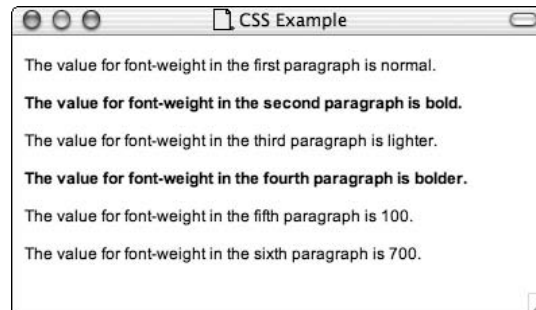 CSS Example
The value for font-weight in the first paragraph is normal.
The value for font-weight in the second paragraph is bold.
The value for font-weight in the third paragraph is lighter.
The value for font-weight in the fourth paragraph is bolder.
The value for font-weight in the fifth paragraph is 100.
The value for font-weight in the sixth paragraph is 700.